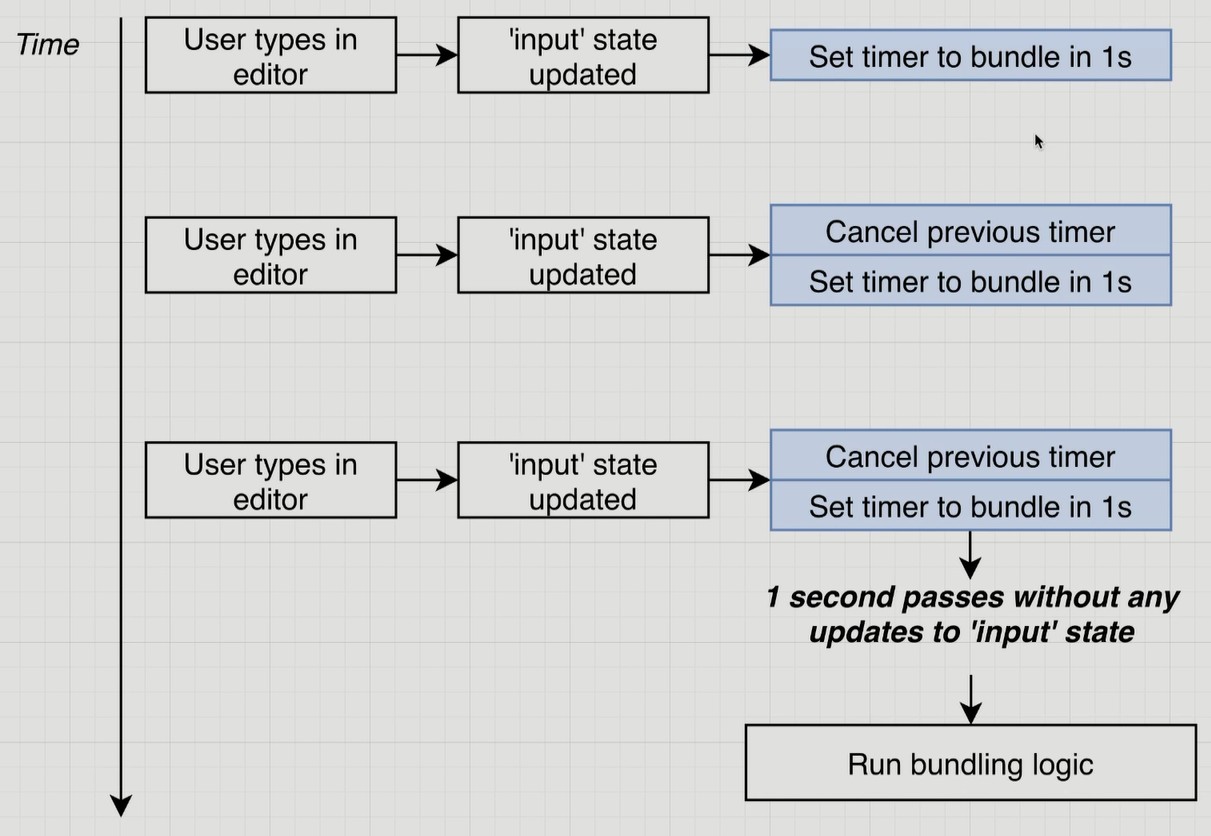 Time
User types in
editor
'input' state
updated
Set timer to bundle in 1s
User types in
editor
'input' state
updated
Cancel previous timer
Set timer to bundle in 1s
User types in
editor
'input' state
updated
Cancel previous timer
Set timer to bundle in 1s
1 second passes without any
updates to 'input' state
Run bundling logic